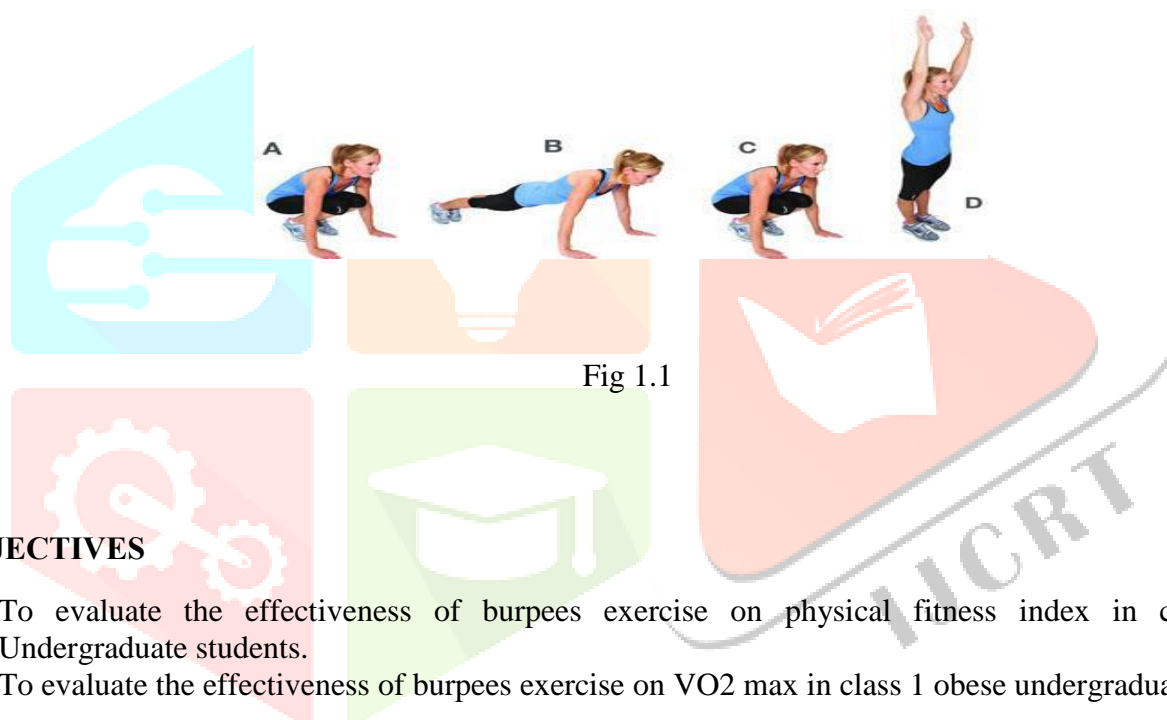 A B C D
Fig 1.1
JECTIVES
To evaluate the effectiveness of burpees exercise on physical fitness index in c
Undergraduate students.
To evaluate the effectiveness of burpees exercise on VO2 max in class 1 obese undergradua
IJCRT